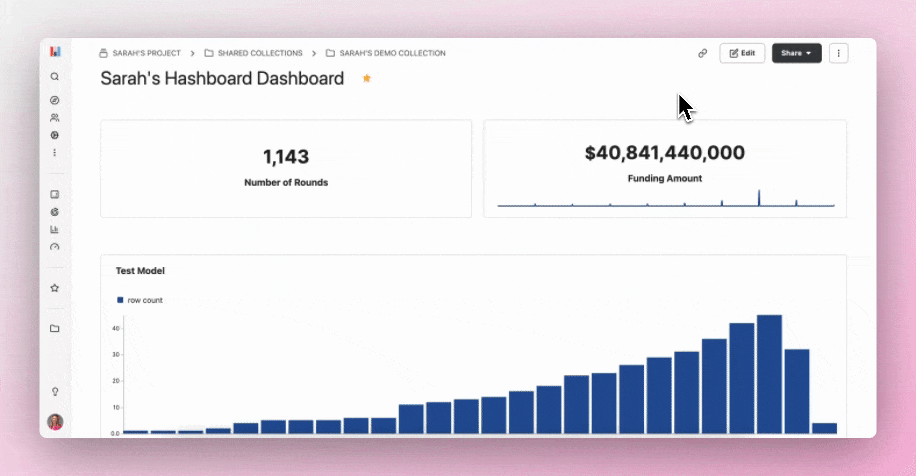 SARAH'S PROJECT > SHARED COLLECTIONS > SARAH'S DEMO COLLECTION
Edit
Share
Sarah's Hashboard Dashboard
1,143
Number of Rounds
$40,841,440,000
Funding Amount
Test Model
row count
40
30
20
10
0.0